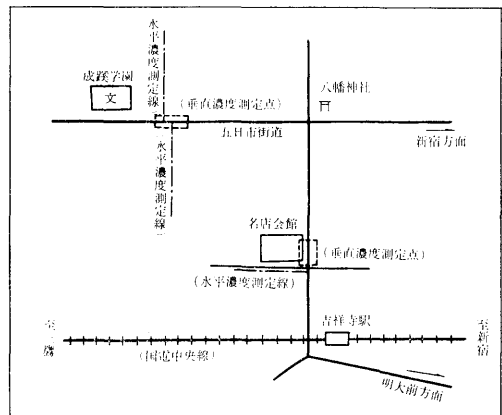 水平濃度測定線
成蹊学園
文
(垂直濃度測定点)
八幡神社
五日市街道
新宿方面
水平濃度測定線
名店会館
(垂直濃度測定点)
(水平濃度測定線)
吉祥寺駅
至三鷹
至新宿
(国電中央線)
明大前方面